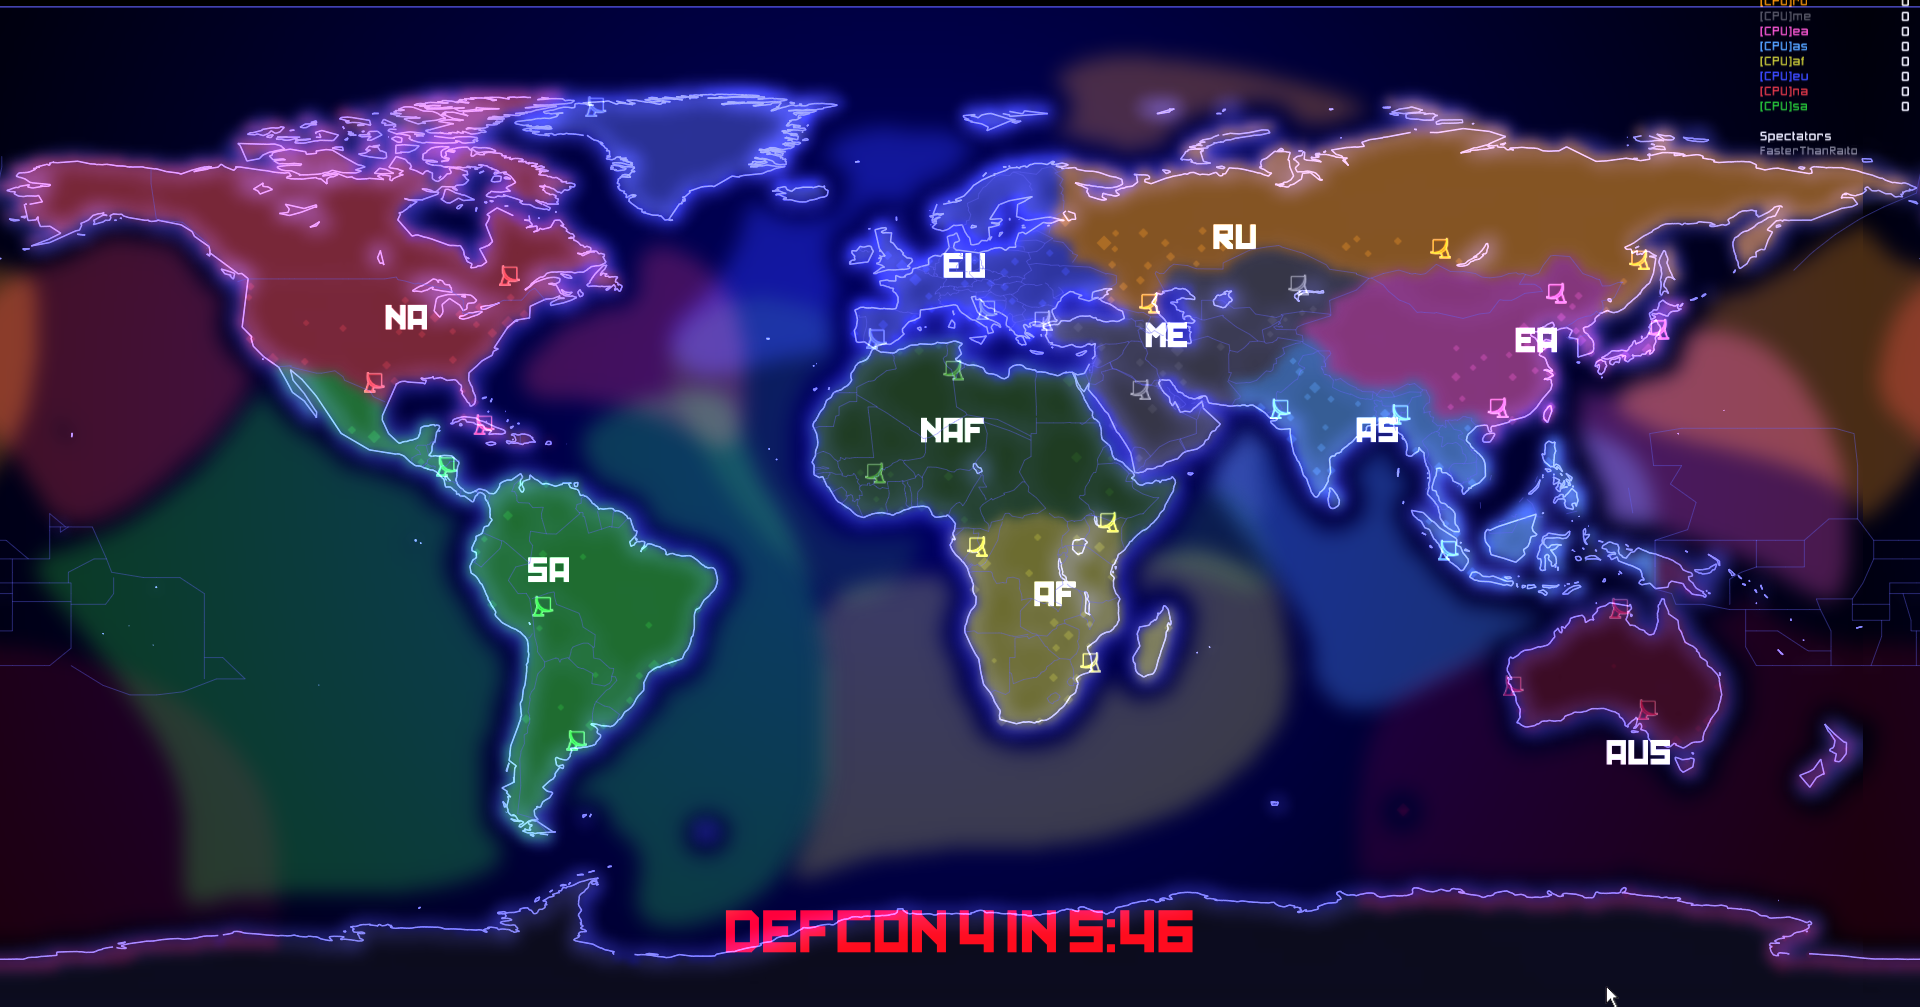 [CPU]ru 0
[CPU]me 0
[CPU]ea 0
[CPU]as 0
[CPU]af 0
[CPU]eu 0
[CPU]na 0
[CPU]sa 0
Spectators
FasterThanRaito
RU
EU
NA
ME
EA
NAF
AS
SA
AF
AUS
DEFCON 4 IN 5:46